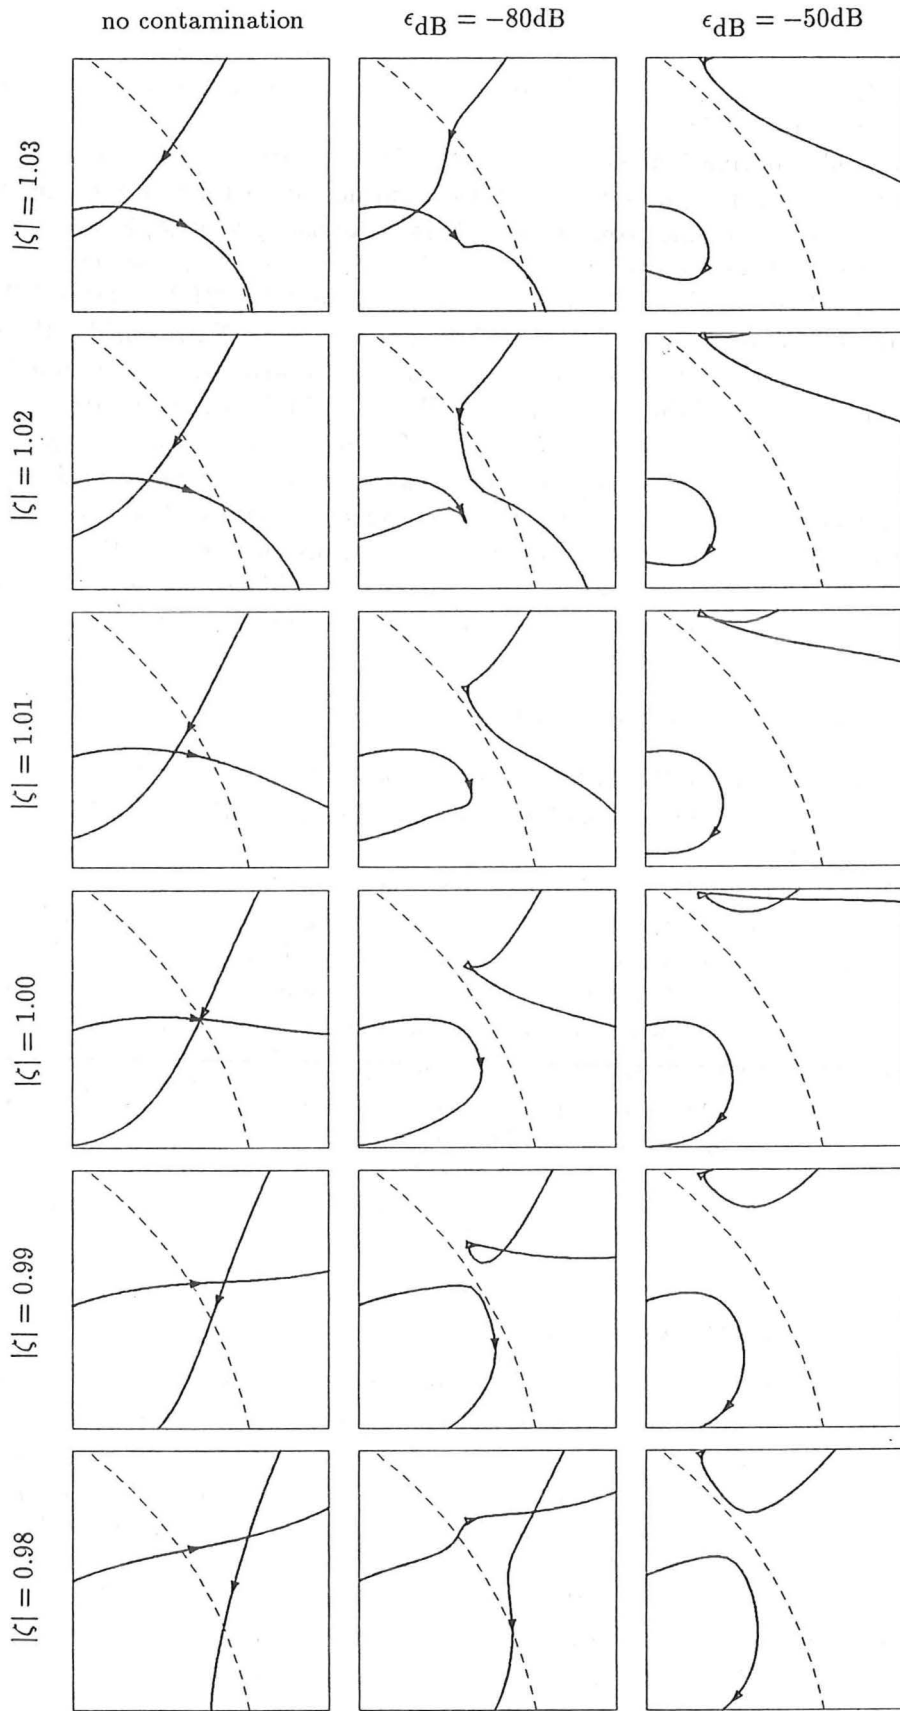 no contamination
ϵdB = −80dB
ϵdB = −50dB
|ζ| = 1.03
|ζ| = 1.02
|ζ| = 1.01
|ζ| = 1.00
|ζ| = 0.99
|ζ| = 0.98